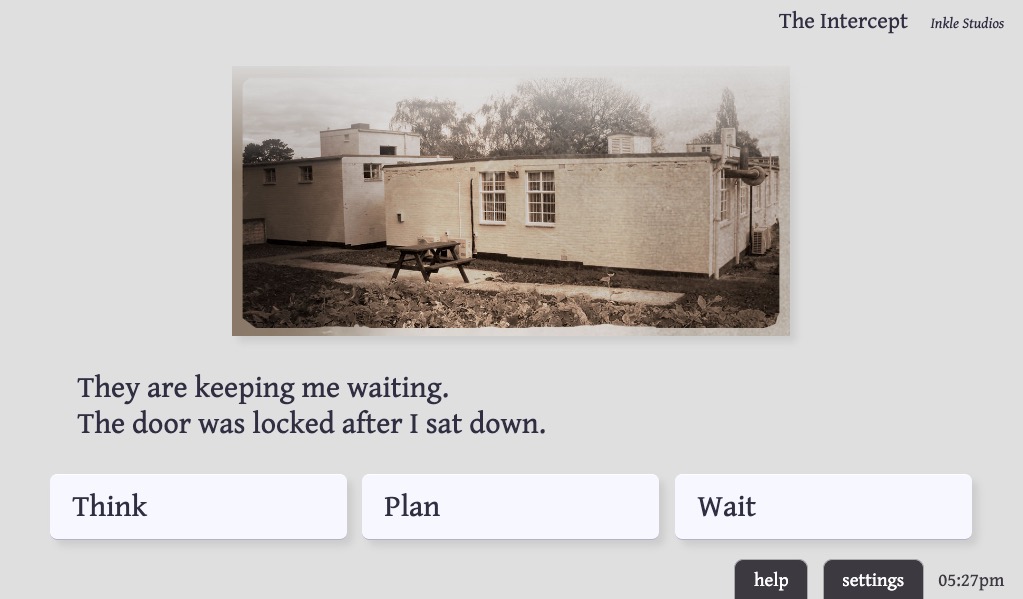 The Intercept Inkle Studios
They are keeping me waiting.
The door was locked after I sat down.
Think
Plan
Wait
help
settings
05:27pm